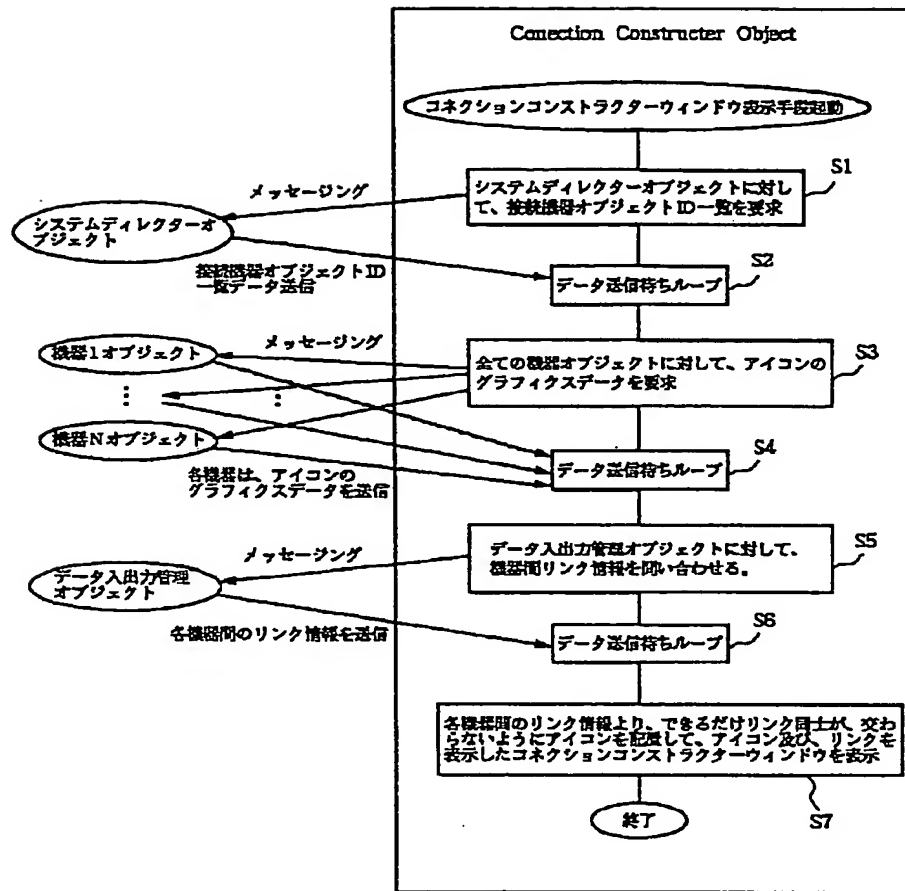 Conection Constructer Object
コネクションコンストラクターウィンドウ表示手段起動
S1
メッセージング
システムディレクターオブジェクトに対し
て、接続機器オブジェクトID一覧を要求
システムディレクターオ
ブジェクト
S2
接続機器オブジェクトID
一覧データ送信
データ送信待ちループ
メッセージング
S3
機器1オブジェクト
全ての機器オブジェクトに対して、アイコンの
グラフィクスデータを要求
機器Nオブジェクト
S4
データ送信待ちループ
各機器は、アイコンの
グラフィクスデータを送信
S5
メッセージング
データ入出力管理オブジェクトに対して、
機器間リンク情報を問い合わせる。
データ入出力管理
オブジェクト
S6
各機器間のリンク情報を送信
データ送信待ちループ
各機器間のリンク情報より、できるだけリンク同士が、交わ
らないようにアイコンを配置して、アイコン及び、リンクを
表示したコネクションコンストラクターウィンドウを表示
S7
終了